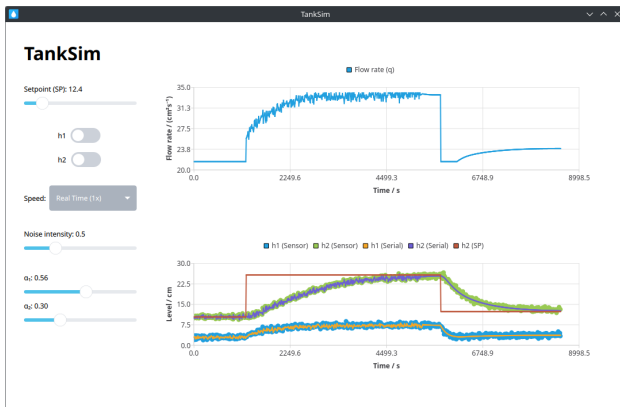 TankSim
TankSim
Setpoint (SP): 12.4
h1
h2
Speed: Real Time (1x)
Noise intensity: 0.5
α₁: 0.56
α₂: 0.30
Flow rate (q)
Flow rate / (cm³s⁻¹)
35.0
31.3
27.5
23.8
20.0
0.0 2249.6 4499.3 6748.9 8998.5
Time / s
h1 (Sensor) h2 (Sensor) h1 (Serial) h2 (Serial) h2 (SP)
Level / cm
30.0
22.5
15.0
7.5
0.0
0.0 2249.6 4499.3 6748.9 8998.5
Time / s